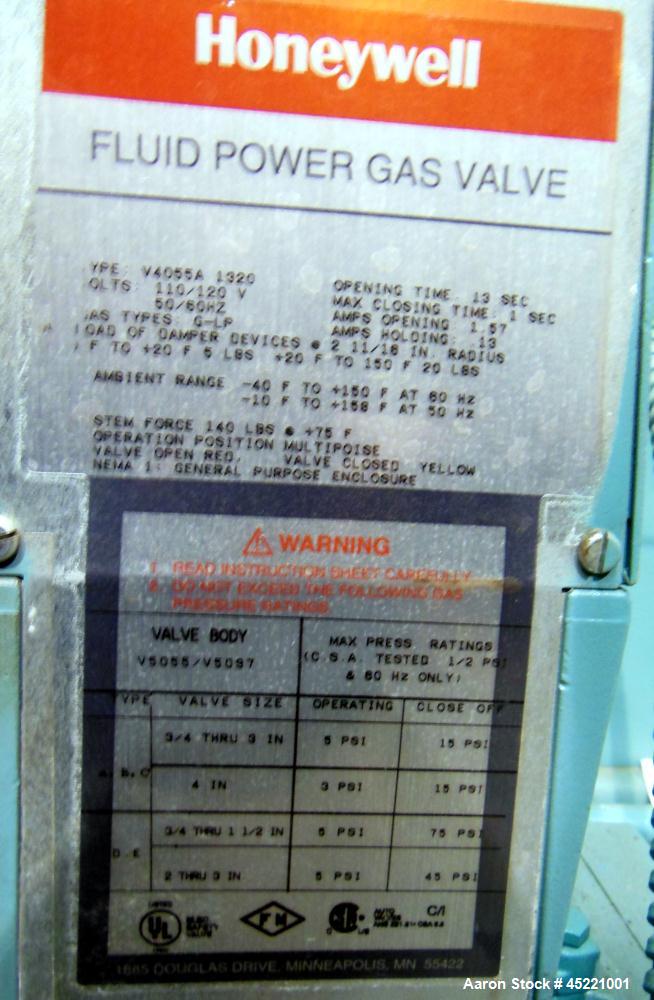 Honeywell
FLUID POWER GAS VALVE
YPE: V4055A 1320
OLTS: 110/120 V
50/60HZ
AS TYPES: G-LP
OPENING TIME: 13 SEC
MAX CLOSING TIME: 1 SEC
AMPS OPENING: 1.57
AMPS HOLDING: .13
OAD OF DAMPER DEVICES @ 2 11/16 IN. RADIUS
F TO +20 F 5 LBS +20 F TO 150 F 20 LBS
AMBIENT RANGE -40 F TO +150 F AT 60 HZ
-10 F TO +158 F AT 50 HZ
STEM FORCE 140 LBS @ +75 F
OPERATION POSITION MULTIPOISE
VALVE OPEN RED, VALVE CLOSED YELLOW
NEMA 1: GENERAL PURPOSE ENCLOSURE
WARNING
1. READ INSTRUCTION SHEET CAREFULLY
2. DO NOT EXCEED THE FOLLOWING GAS
PRESSURE RATINGS
VALVE BODY
V5055/V5097
MAX PRESS. RATINGS
(C.S.A. TESTED 1/2 PSI
& 60 HZ ONLY)
YPE VALVE SIZE OPERATING CLOSE OFF
A, B, C 3/4 THRU 3 IN 5 PSI 15 PSI
4 IN 3 PSI 15 PSI
D, E 3/4 THRU 1 1/2 IN 5 PSI 75 PSI
2 THRU 3 IN 5 PSI 45 PSI
LISTED
UL
FM
C US
C/I
1885 DOUGLAS DRIVE, MINNEAPOLIS, MN 55422
Aaron Stock # 45221001